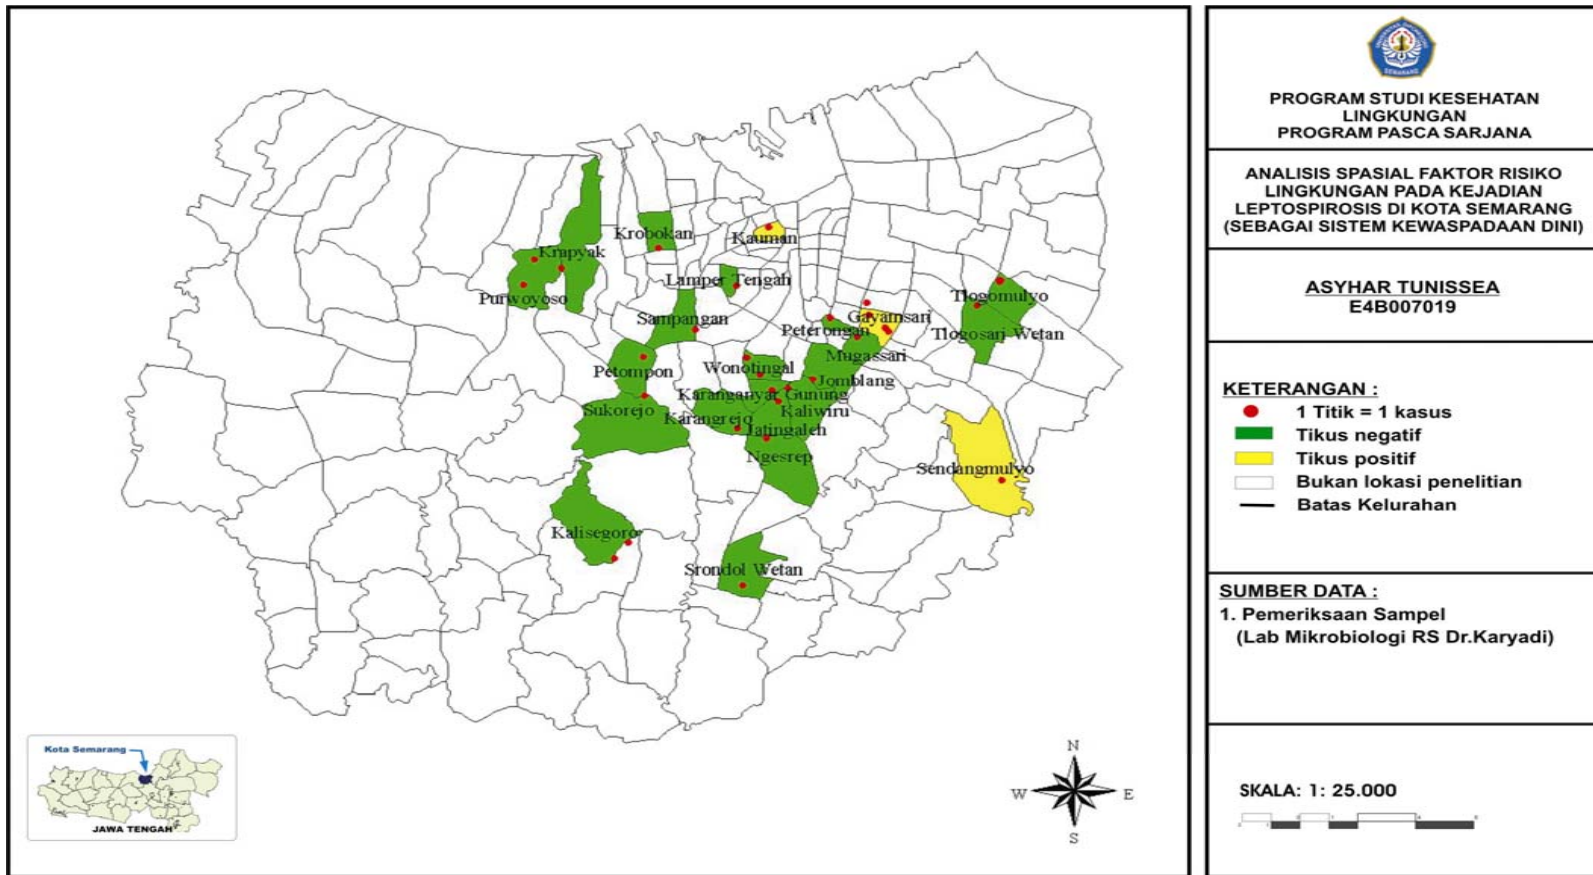 Krobokan
Kauman
Krapyak
Lamper Tengah
Purwoyoso
Tlogomulyo
Sampangan
Gayamsari
Peterongan
Tlogosari Wetan
Mugassari
Wonotingal
Petompon
Jomblang
Karanganyar Gunung
Sukorejo
Kaliwiru
Karangrejo
Jatingaleh
Ngesrep
Sendangmulyo
Kalisegoro
Srondol Wetan
Kota Semarang
JAWA TENGAH
N
W
E
S
PROGRAM STUDI KESEHATAN
LINGKUNGAN
PROGRAM PASCA SARJANA
ANALISIS SPASIAL FAKTOR RISIKO
LINGKUNGAN PADA KEJADIAN
LEPTOSPIROSIS DI KOTA SEMARANG
(SEBAGAI SISTEM KEWASPADAAN DINI)
ASYHAR TUNISSEA
E4B007019
KETERANGAN :
1 Titik = 1 kasus
Tikus negatif
Tikus positif
Bukan lokasi penelitian
Batas Kelurahan
SUMBER DATA :
1. Pemeriksaan Sampel
(Lab Mikrobiologi RS Dr.Karyadi)
SKALA: 1: 25.000